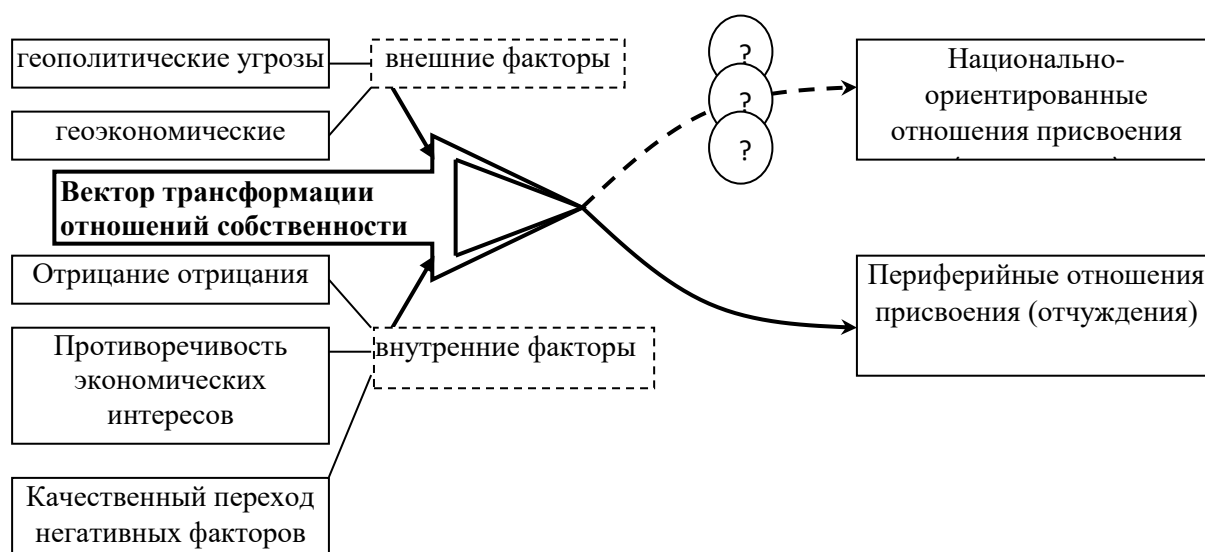 геополитические угрозы
внешние факторы
геоэкономические
?
?
?
Национально-
ориентированные
отношения присвоения
Вектор трансформации
отношений собственности
Отрицание отрицания
внутренние факторы
Противоречивость
экономических
интересов
Качественный переход
негативных факторов
Периферийные отношения
присвоения (отчуждения)